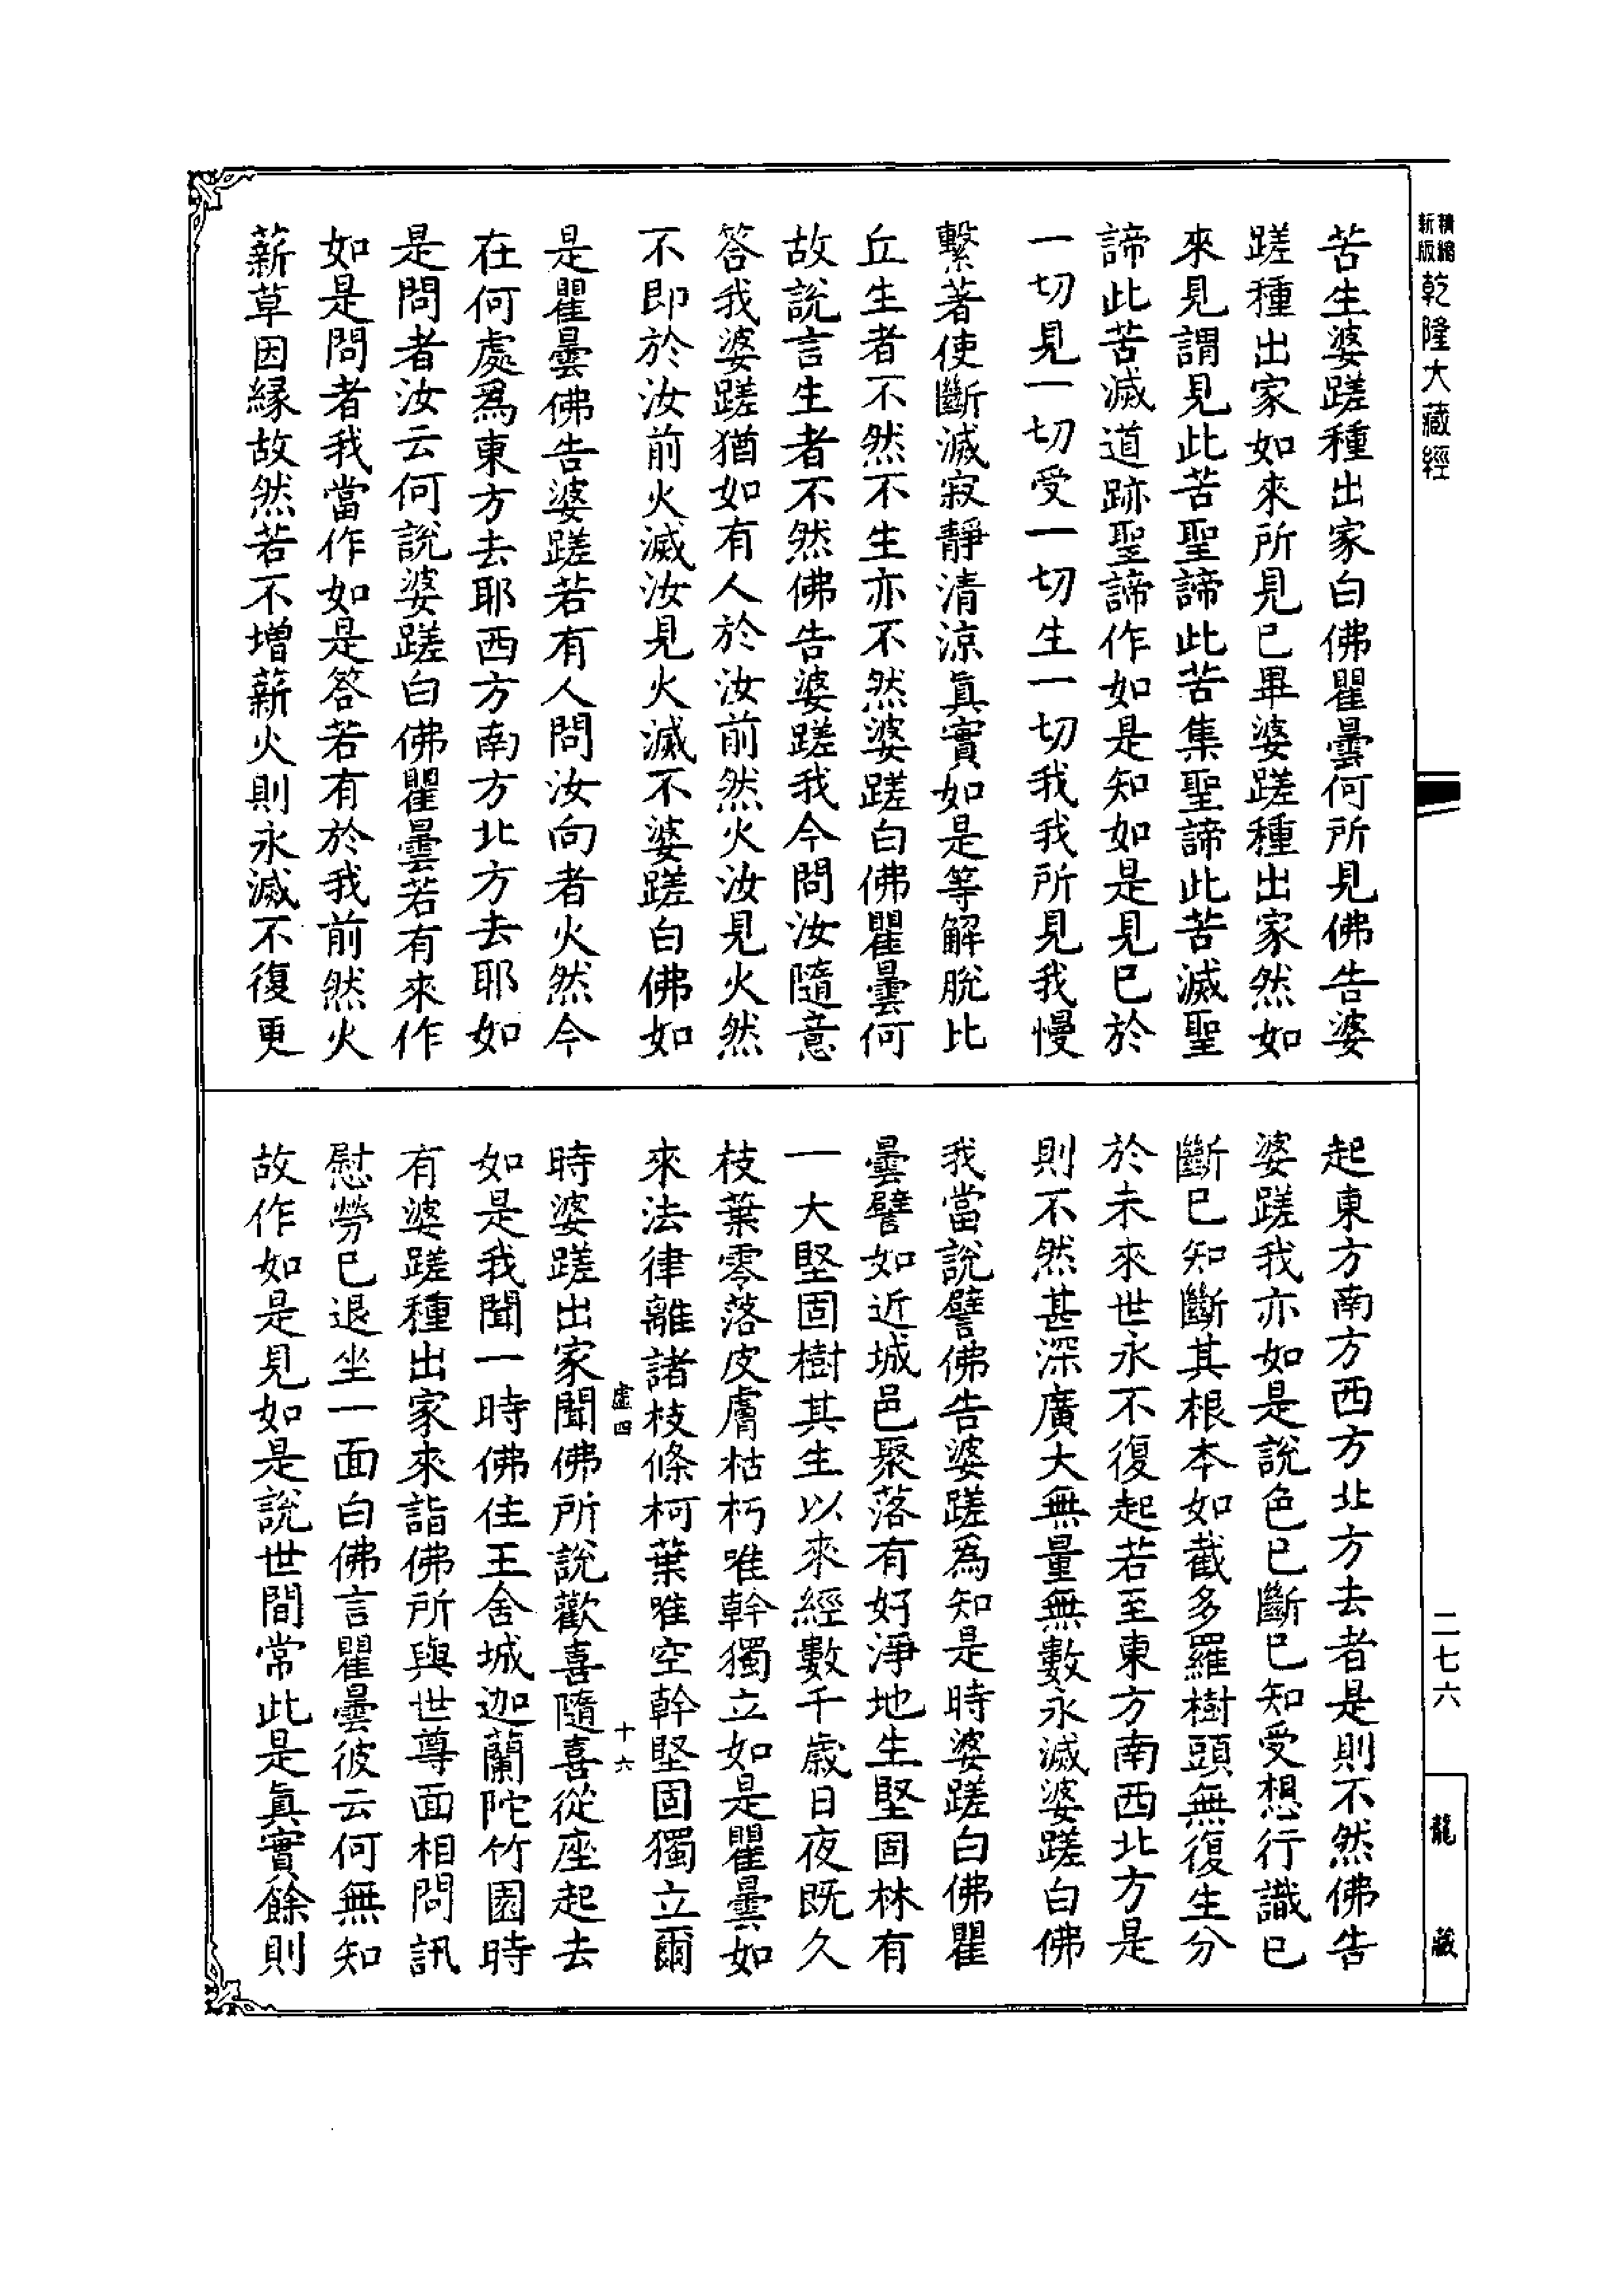 精縮
新版
乾隆大藏經
苦生婆蹉種出家白佛瞿曇何所見佛告婆
蹉種出家如來所見已畢婆蹉種出家然如
來見謂見此苦聖諦此苦集聖諦此苦滅聖
諦此苦滅道跡聖諦作如是知如是見已於
一切見一切受一切生一切我我所見我慢
繫著使斷滅寂靜清涼真實如是等解脫比
丘生者不然不生亦不然婆蹉白佛瞿曇何
故說言生者不然佛告婆蹉我今問汝隨意
答我婆蹉猶如有人於汝前然火汝見火然
不即於汝前火滅汝見火滅不婆蹉白佛如
是瞿曇佛告婆蹉若有人問汝向者火然今
在何處爲東方去耶西方南方北方去耶如
是問者汝云何說婆蹉白佛瞿曇若有來作
如是問者我當作如是答若有於我前然火
薪草因緣故然若不增薪火則永滅不復更
起東方南方西方北方去者是則不然佛告
婆蹉我亦如是說色已斷已知受想行識已
斷已知斷其根本如截多羅樹頭無復生分
於未來世永不復起若至東方南西北方是
則不然甚深廣大無量無數永滅婆蹉白佛
我當說譬佛告婆蹉爲知是時婆蹉白佛瞿
曇譬如近城邑聚落有好淨地生堅固林有
一大堅固樹其生以來經數千歲日夜既久
枝葉零落皮膚枯朽唯幹獨立如是瞿曇如
來法律離諸枝條柯葉唯空幹堅固獨立爾
虛四
十六
時婆蹉出家聞佛所說歡喜隨喜從座起去
如是我聞一時佛住王舍城迦蘭陀竹園時
有婆蹉種出家來詣佛所與世尊面相問訊
慰勞已退坐一面白佛言瞿曇彼云何無知
故作如是見如是說世間常此是真實餘則
二七六
龍藏